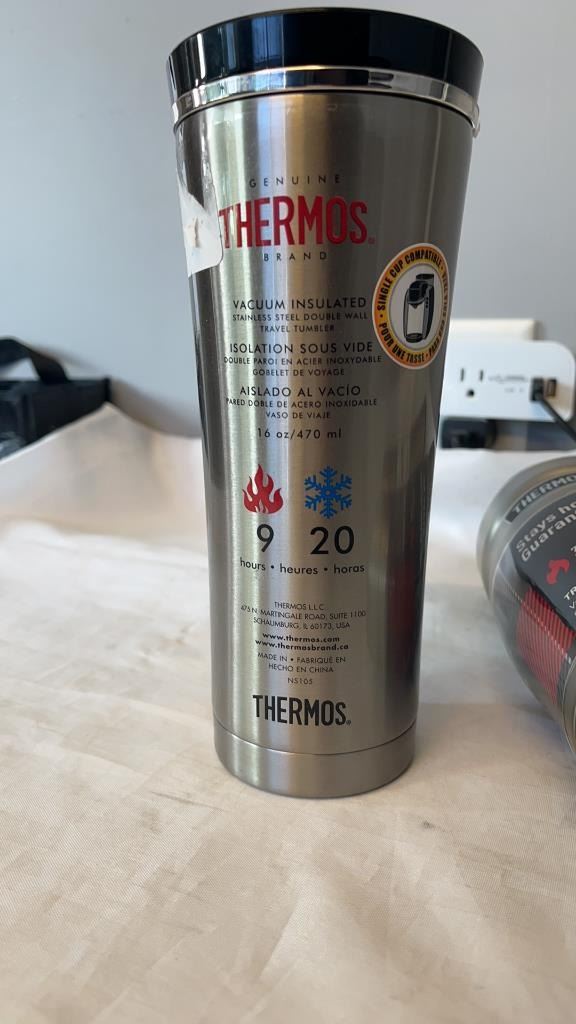 GENUINE
THERMOS®
BRAND
VACUUM INSULATED
STAINLESS STEEL DOUBLE WALL
TRAVEL TUMBLER
ISOLATION SOUS VIDE
DOUBLE PAROI EN ACIER INOXYDABLE
GOBELET DE VOYAGE
AISLADO AL VACÍO
PARED DOBLE DE ACERO INOXIDABLE
VASO DE VIAJE
16 oz/470 ml
9 20
hours • heures • horas
THERMOS L.L.C.
475 N. MARTINGALE ROAD, SUITE 1100
SCHAUMBURG, IL 60173, USA
www.thermos.com
www.thermosbrand.ca
MADE IN • FABRIQUÉ EN
HECHO EN CHINA
NS105
THERMOS®
• SINGLE CUP COMPATIBLE •
POUR UNE TASSE
THERMO
Stays ho
Guaran